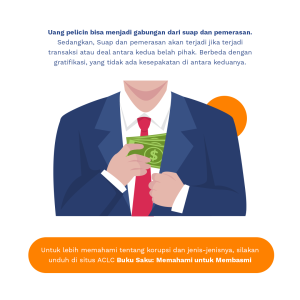 Uang pelicin bisa menjadi gabungan dari suap dan pemerasan.
Sedangkan, Suap dan pemerasan akan terjadi jika terjadi
transaksi atau deal antara kedua belah pihak. Berbeda dengan
gratifikasi, yang tidak ada kesepakatan di antara keduanya.
Untuk lebih memahami tentang korupsi dan jenis-jenisnya, silakan
unduh di situs ACLC Buku Saku: Memahami untuk Membasmi